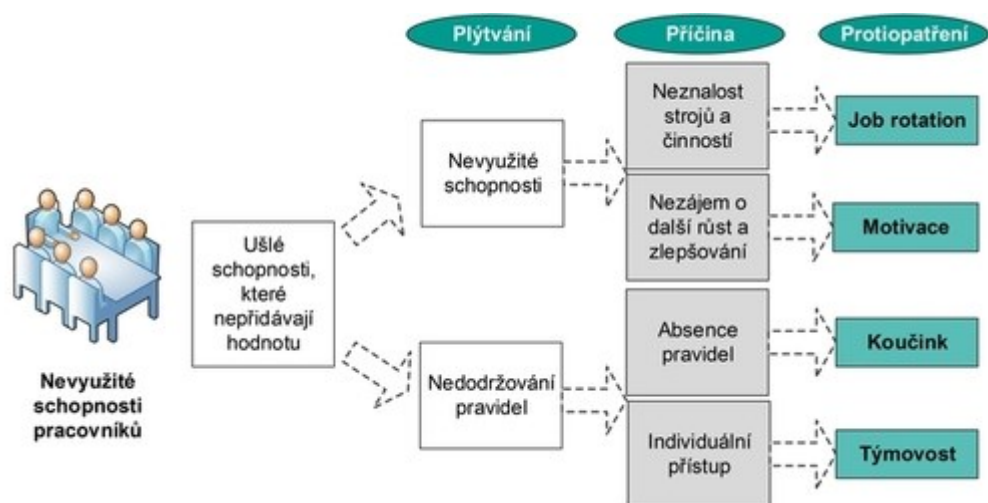 Plýtvání
Příčina
Protiopatření
Nevyužité
schopnosti
pracovníků
Ušlé
schopnosti,
které
nepřidávají
hodnotu
Nevyužité
schopnosti
Neznalost
strojů a
činností
Job rotation
Nezájem o
další růst a
zlepšování
Motivace
Nedodržování
pravidel
Absence
pravidel
Koučink
Individuální
přístup
Týmovost